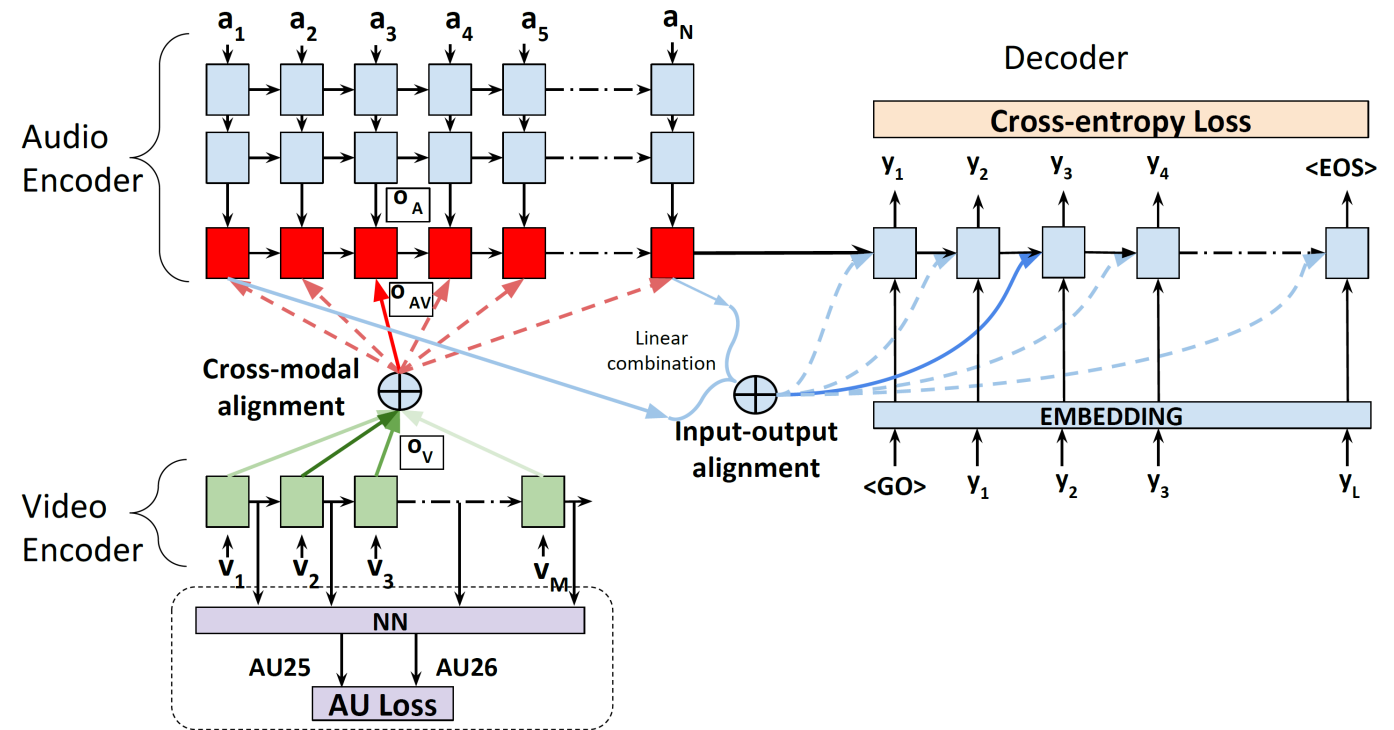 a1 a2 a3 a4 a5 aN
Decoder
Cross-entropy Loss
Audio
Encoder
y1 y2 y3 y4 <EOS>
oA
oAV
Linear
combination
Cross-modal
alignment
EMBEDDING
Input-output
alignment
oV
<GO> y1 y2 y3 yL
Video
Encoder
v1 v2 v3 vM
NN
AU25 AU26
AU Loss